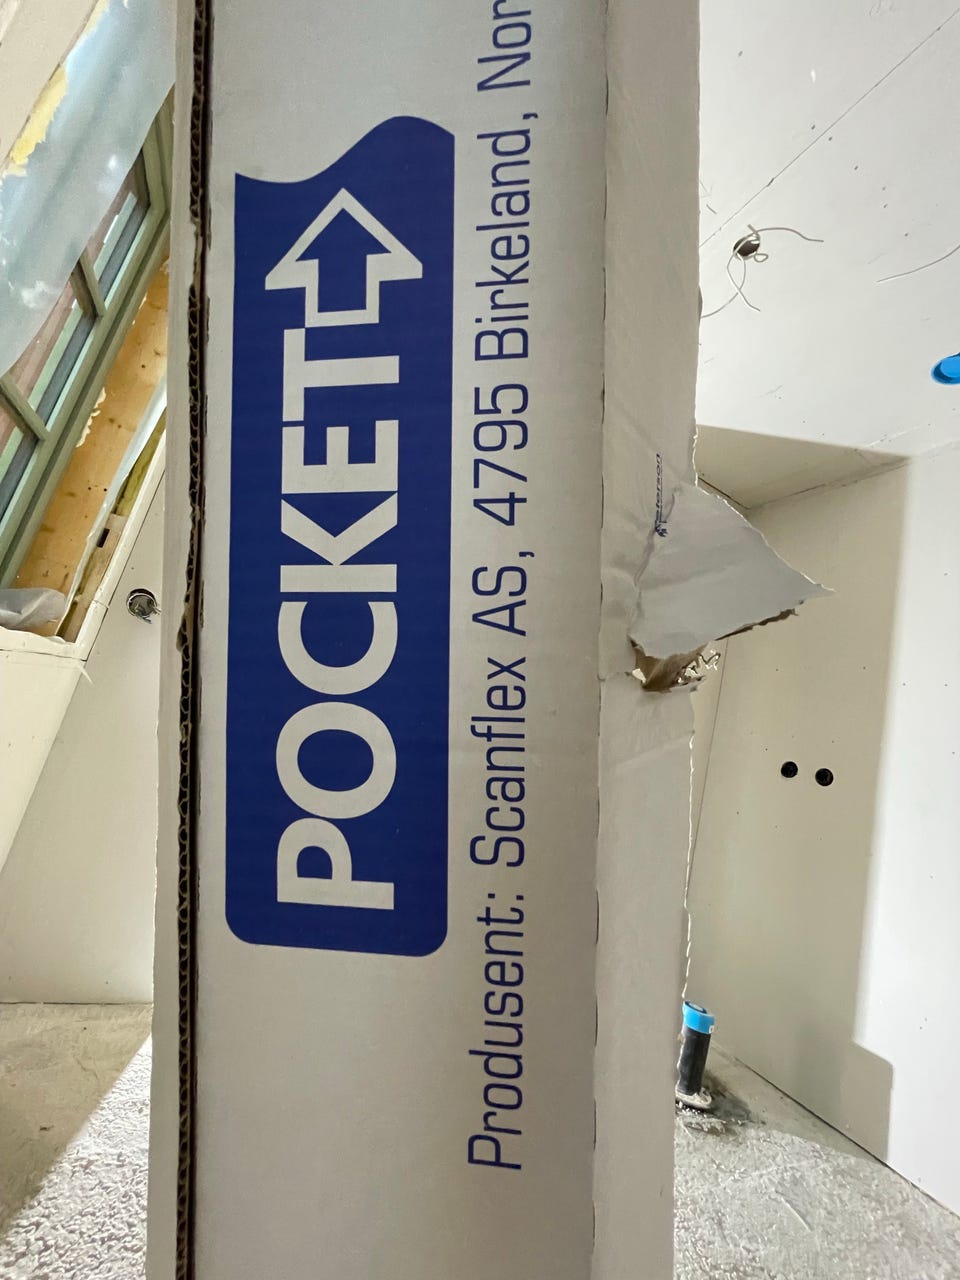 POCKET
Produsent: Scanflex AS, 4795 Birkeland, Nor